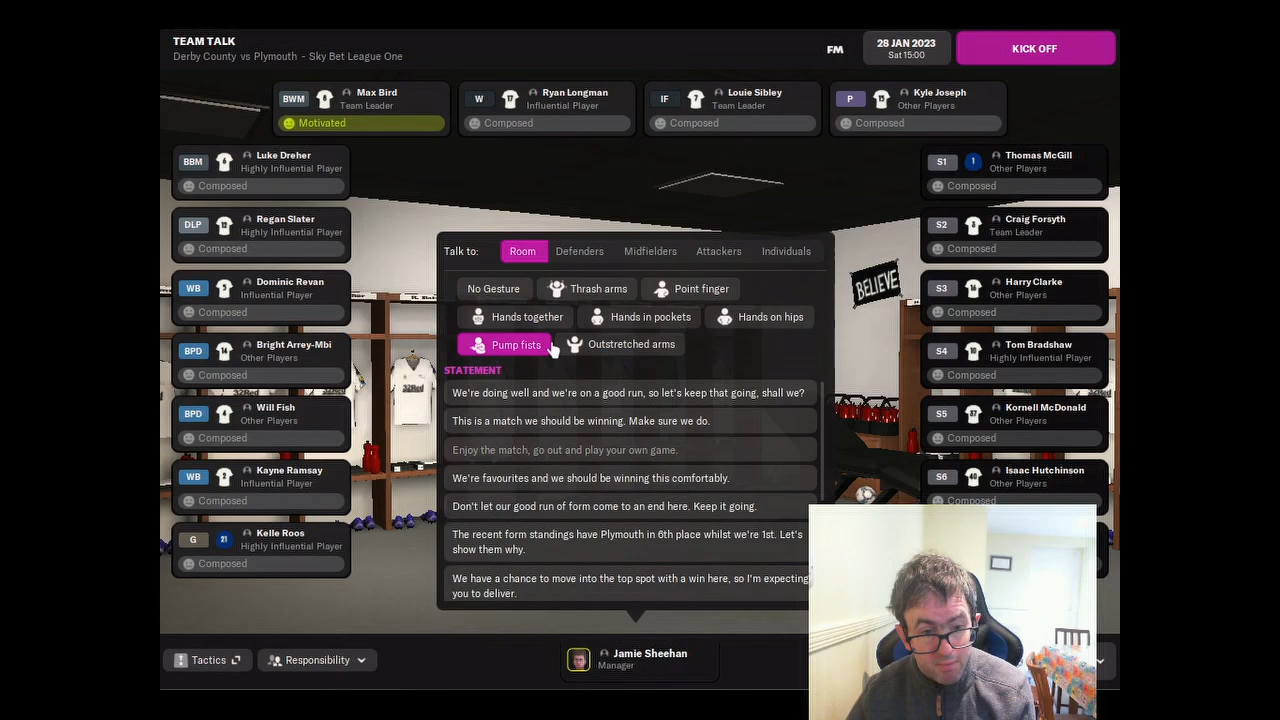 TEAM TALK
Derby County vs Plymouth - Sky Bet League One
FM
28 JAN 2023
Sat 15:00
KICK OFF
BWM 8 Max Bird
Team Leader
Motivated
W 17 Ryan Longman
Influential Player
Composed
IF 7 Louie Sibley
Team Leader
Composed
P 15 Kyle Joseph
Other Players
Composed
BBM Luke Dreher
Highly Influential Player
Composed
DLP Regan Slater
Highly Influential Player
Composed
WB Dominic Revan
Influential Player
Composed
BPD 14 Bright Arrey-Mbi
Other Players
Composed
BPD Will Fish
Other Players
Composed
WB Kayne Ramsay
Influential Player
Composed
G 21 Kelle Roos
Highly Influential Player
Composed
Talk to: Room Defenders Midfielders Attackers Individuals
No Gesture Thrash arms Point finger
Hands together Hands in pockets Hands on hips
Pump fists Outstretched arms
STATEMENT
We're doing well and we're on a good run, so let's keep that going, shall we?
This is a match we should be winning. Make sure we do.
Enjoy the match, go out and play your own game.
We're favourites and we should be winning this comfortably.
Don't let our good run of form come to an end here. Keep it going.
The recent form standings have Plymouth in 6th place whilst we're 1st. Let's
show them why.
We have a chance to move into the top spot with a win here, so I'm expecting
you to deliver.
BELIEVE
32Red
S1 1 Thomas McGill
Other Players
Composed
S2 Craig Forsyth
Team Leader
Composed
S3 Harry Clarke
Other Players
Composed
S4 Tom Bradshaw
Highly Influential Player
Composed
S5 Kornell McDonald
Other Players
Composed
S6 40 Isaac Hutchinson
Other Players
Composed
Tactics
Responsibility
Jamie Sheehan
Manager